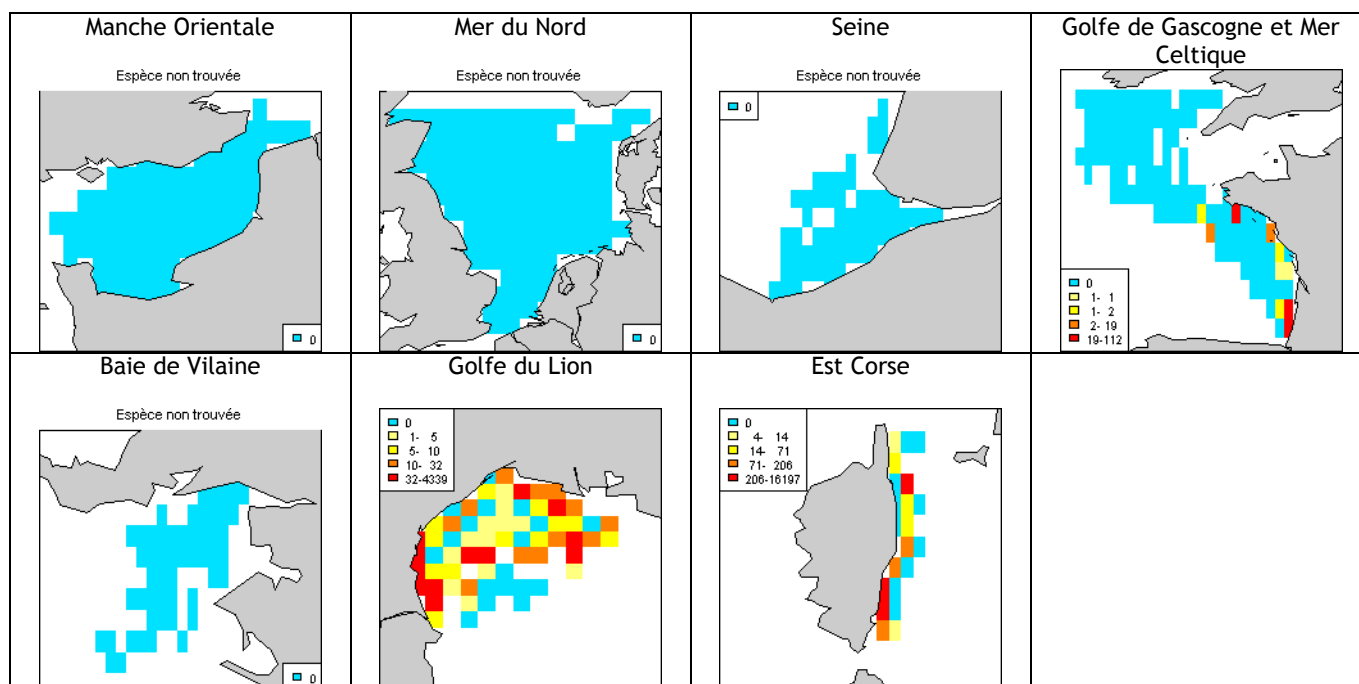 Manche Orientale
Espèce non trouvée
0
Mer du Nord
Espèce non trouvée
0
Seine
Espèce non trouvée
0
Golfe de Gascogne et Mer
Celtique
0
1- 1
1- 2
2- 19
19-112
Baie de Vilaine
Espèce non trouvée
0
Golfe du Lion
0
1- 5
5- 10
10- 32
32-4339
Est Corse
0
4- 14
14- 71
71- 206
206-16197